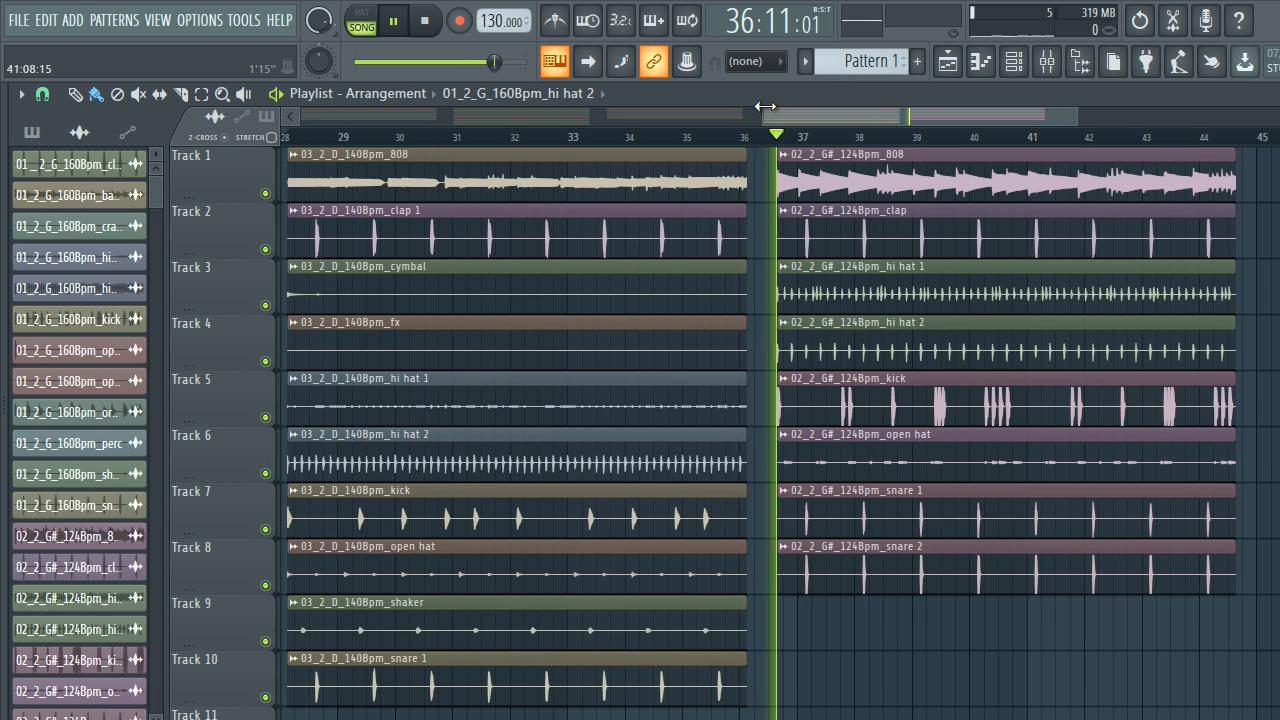 FILE EDIT ADD PATTERNS VIEW OPTIONS TOOLS HELP
PAT
SONG
130.000
3.2.
36:11:01
B:S:T
5
319 MB
0
41:08:15
1'15"
(none)
Pattern 1
+
?
07
Playlist - Arrangement › 01_2_G_160Bpm_hi hat 2 ›
Z-CROSS STRETCH
28 29 30 31 32 33 34 35 36 37 38 39 40 41 42 43 44 45
01_2_G_160Bpm_cl..
01_2_G_160Bpm_ba..
01_2_G_160Bpm_cra..
01_2_G_160Bpm_hi..
01_2_G_160Bpm_hi..
01_2_G_160Bpm_kick
01_2_G_160Bpm_op..
01_2_G_160Bpm_op..
01_2_G_160Bpm_or..
01_2_G_160Bpm_perc
01_2_G_160Bpm_sh..
01_2_G_160Bpm_sn..
02_2_G#_124Bpm_8..
02_2_G#_124Bpm_cl..
02_2_G#_124Bpm_hi..
02_2_G#_124Bpm_hi..
02_2_G#_124Bpm_ki..
02_2_G#_124Bpm_o..
Track 1
03_2_D_140Bpm_808
02_2_G#_124Bpm_808
Track 2
03_2_D_140Bpm_clap 1
02_2_G#_124Bpm_clap
Track 3
03_2_D_140Bpm_cymbal
02_2_G#_124Bpm_hi hat 1
Track 4
03_2_D_140Bpm_fx
02_2_G#_124Bpm_hi hat 2
Track 5
03_2_D_140Bpm_hi hat 1
02_2_G#_124Bpm_kick
Track 6
03_2_D_140Bpm_hi hat 2
02_2_G#_124Bpm_open hat
Track 7
03_2_D_140Bpm_kick
02_2_G#_124Bpm_snare 1
Track 8
03_2_D_140Bpm_open hat
02_2_G#_124Bpm_snare 2
Track 9
03_2_D_140Bpm_shaker
Track 10
03_2_D_140Bpm_snare 1
Track 11